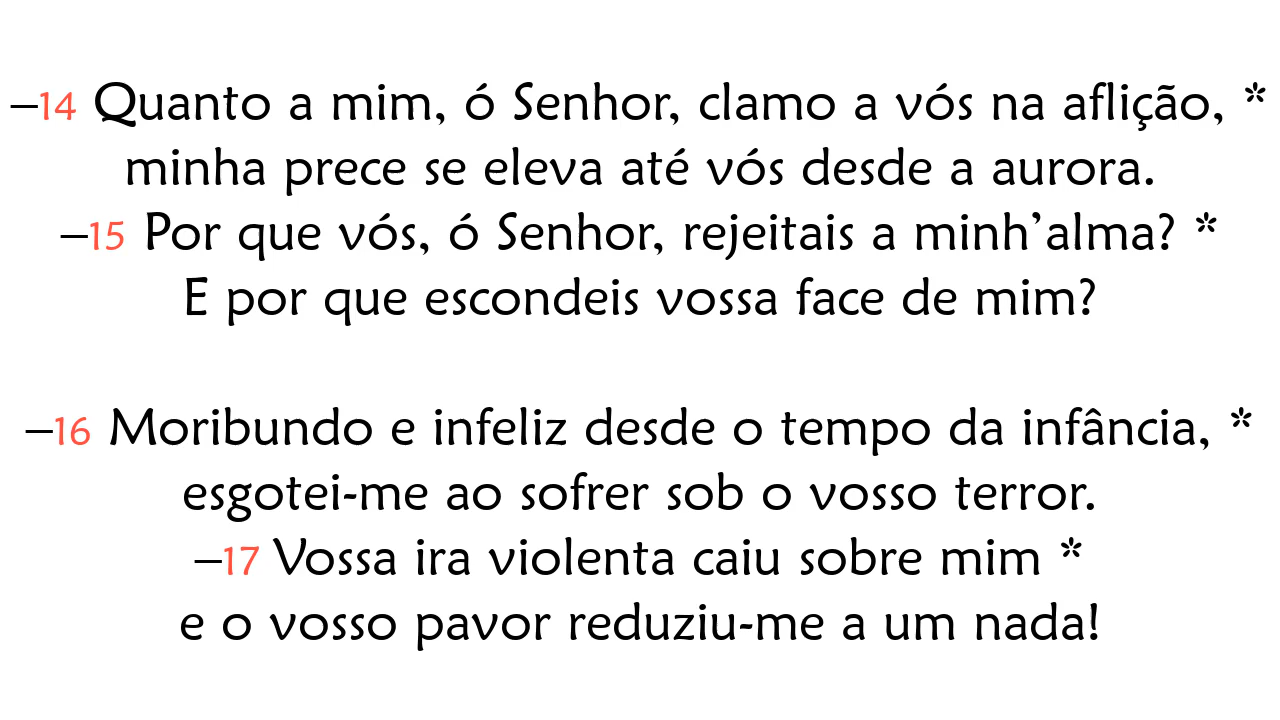 –14 Quanto a mim, ó Senhor, clamo a vós na aflição, *
minha prece se eleva até vós desde a aurora.
–15 Por que vós, ó Senhor, rejeitais a minh’alma? *
E por que escondeis vossa face de mim?
–16 Moribundo e infeliz desde o tempo da infância, *
esgotei-me ao sofrer sob o vosso terror.
–17 Vossa ira violenta caiu sobre mim *
e o vosso pavor reduziu-me a um nada!